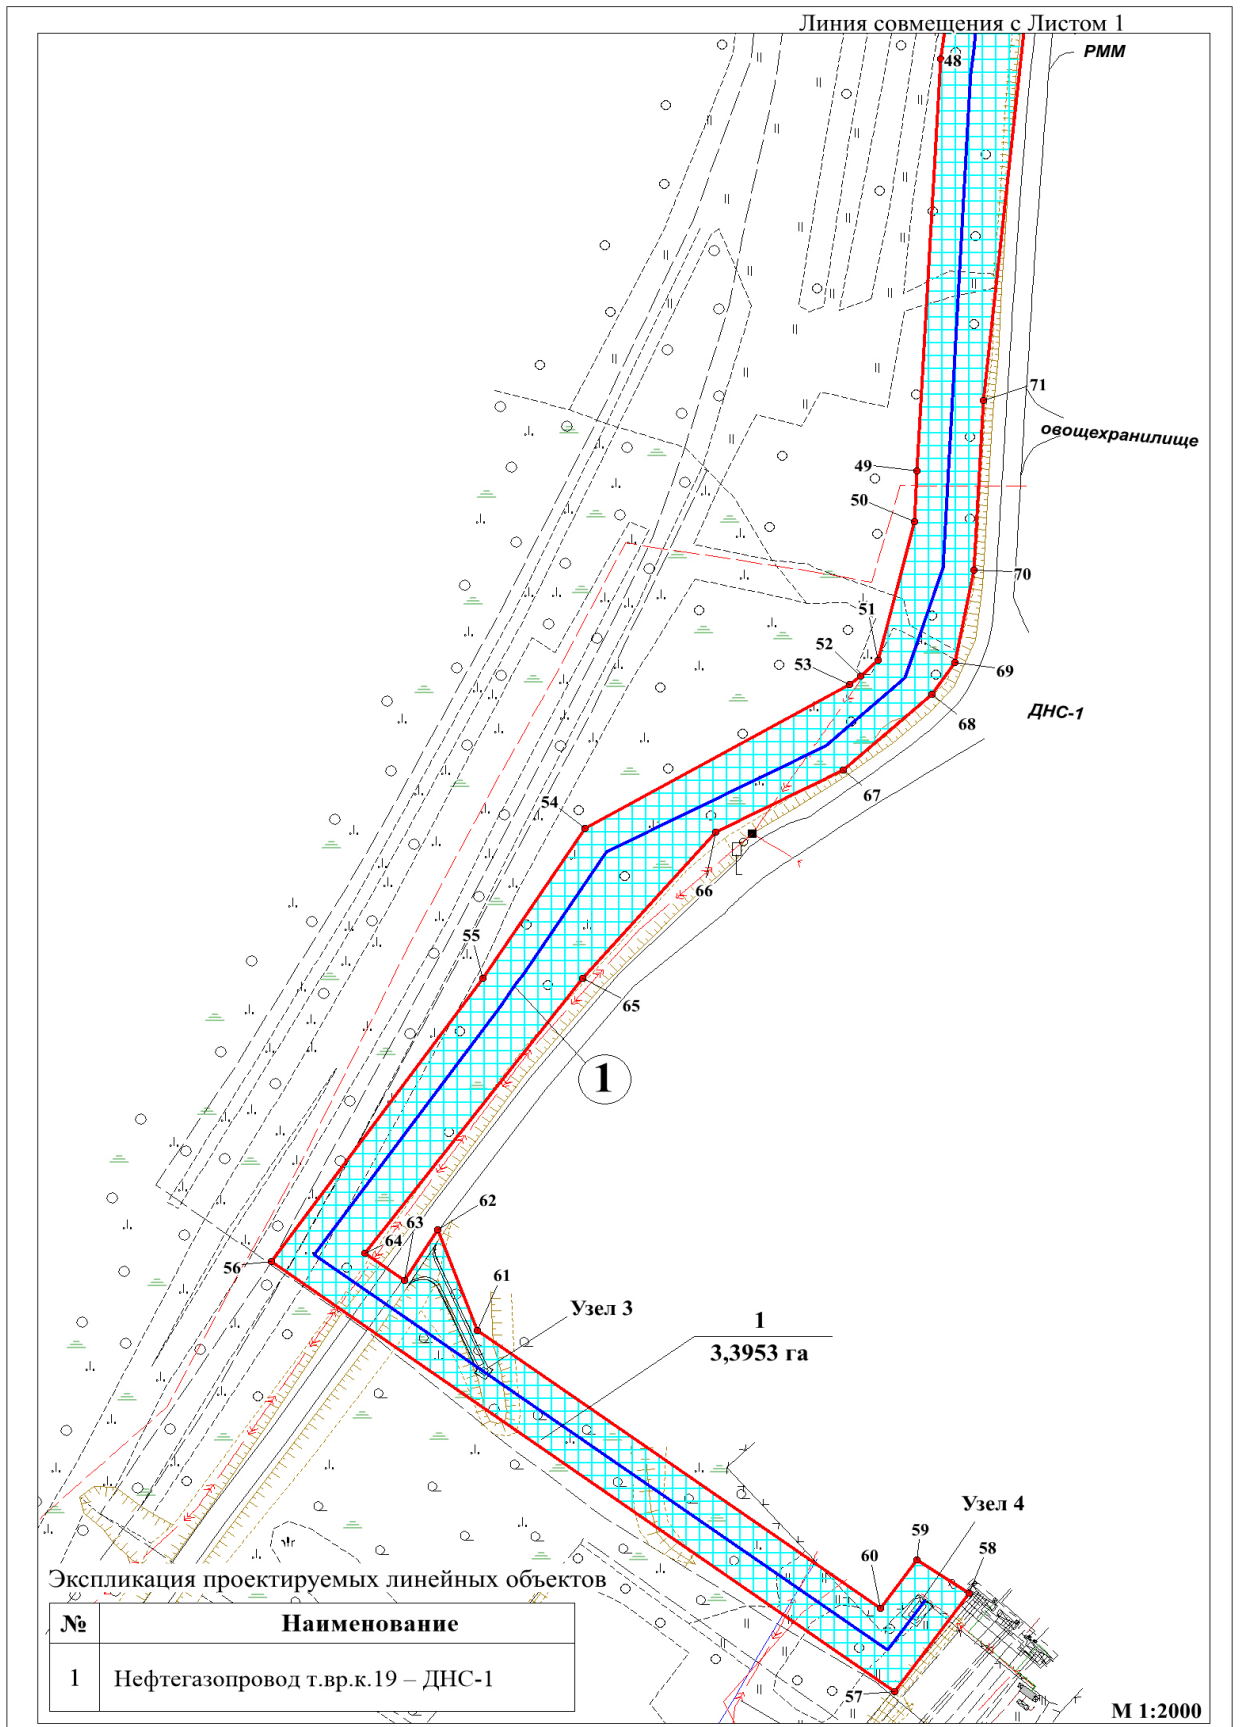 Линия совмещения с Листом 1
РММ
48
71
овощехранилище
49
50
70
51
52
53
69
68
ДНС-1
67
54
66
55
65
1
62
63
64
56
61
Узел 3
1
3,3953 га
Узел 4
59
58
60
Экспликация проектируемых линейных объектов
№ Наименование
1 Нефтегазопровод т.вр.к.19 – ДНС-1
57
М 1:2000